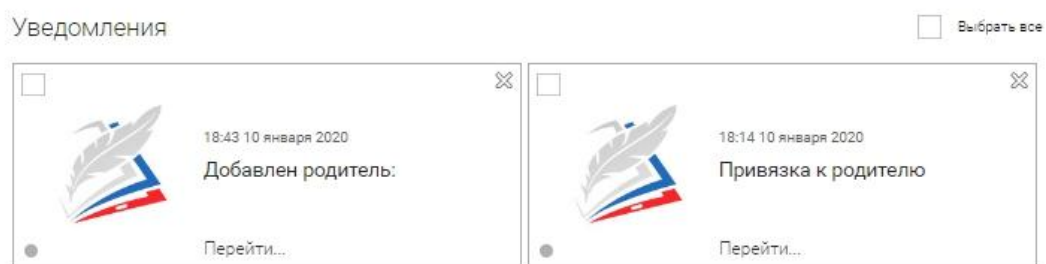 Уведомления
Выбрать все
18:43 10 января 2020
Добавлен родитель:
Перейти...
18:14 10 января 2020
Привязка к родителю
Перейти...